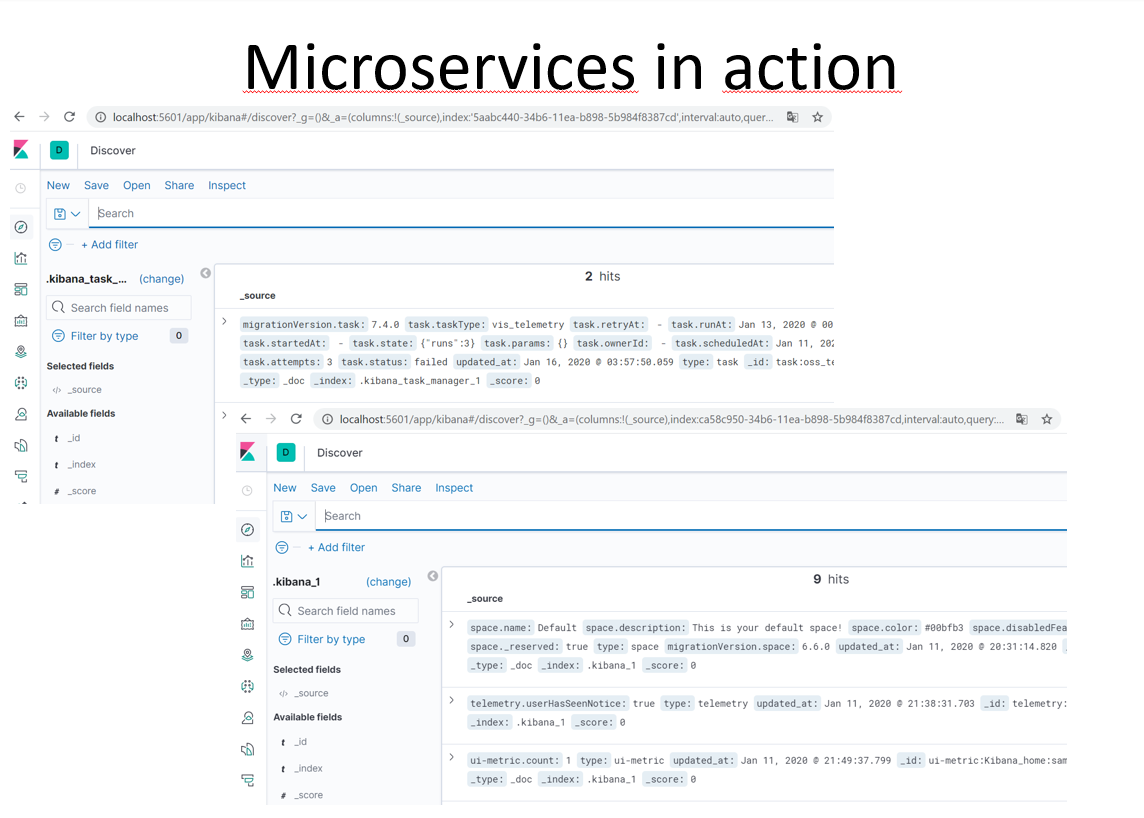 Microservices in action
localhost:5601/app/kibana#/discover?_g=()&_a=(columns:!(_source),index:'5aabc440-34b6-11ea-b898-5b984f8387cd',interval:auto,quer...
D Discover
New Save Open Share Inspect
Search
+ Add filter
.kibana_task_... (change)
2 hits
_source
Search field names
Filter by type 0
migrationVersion.task: 7.4.0 task.taskType: vis_telemetry task.retryAt: - task.runAt: Jan 13, 2020 @ 00
task.startedAt: - task.state: {"runs":3} task.params: {} task.ownerId: - task.scheduledAt: Jan 11, 202
task.attempts: 3 task.status: failed updated_at: Jan 16, 2020 @ 03:57:50.059 type: task _id: task:oss_te
_type: _doc _index: .kibana_task_manager_1 _score: 0
Selected fields
_source
Available fields
t _id
t _index
# _score
localhost:5601/app/kibana#/discover?_g=()&_a=(columns:!(_source),index:ca58c950-34b6-11ea-b898-5b984f8387cd,interval:auto,query:...
D Discover
New Save Open Share Inspect
Search
+ Add filter
.kibana_1 (change)
9 hits
_source
Search field names
Filter by type 0
space.name: Default space.description: This is your default space! space.color: #00bfb3 space.disabledFea
space._reserved: true type: space migrationVersion.space: 6.6.0 updated_at: Jan 11, 2020 @ 20:31:14.820
_type: _doc _index: .kibana_1 _score: 0
Selected fields
_source
Available fields
t _id
t _index
# _score
telemetry.userHasSeenNotice: true type: telemetry updated_at: Jan 11, 2020 @ 21:38:31.703 _id: telemetry:
_index: .kibana_1 _score: 0
ui-metric.count: 1 type: ui-metric updated_at: Jan 11, 2020 @ 21:49:37.799 _id: ui-metric:Kibana_home:sam
_type: _doc _index: .kibana_1 _score: 0